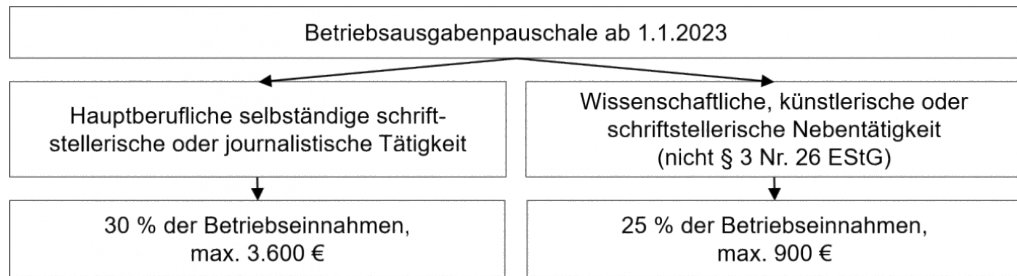 Betriebsausgabenpauschale ab 1.1.2023
Hauptberufliche selbständige schrift-
stellerische oder journalistische Tätigkeit
Wissenschaftliche, künstlerische oder
schriftstellerische Nebentätigkeit
(nicht § 3 Nr. 26 EStG)
30 % der Betriebseinnahmen,
max. 3.600 €
25 % der Betriebseinnahmen,
max. 900 €